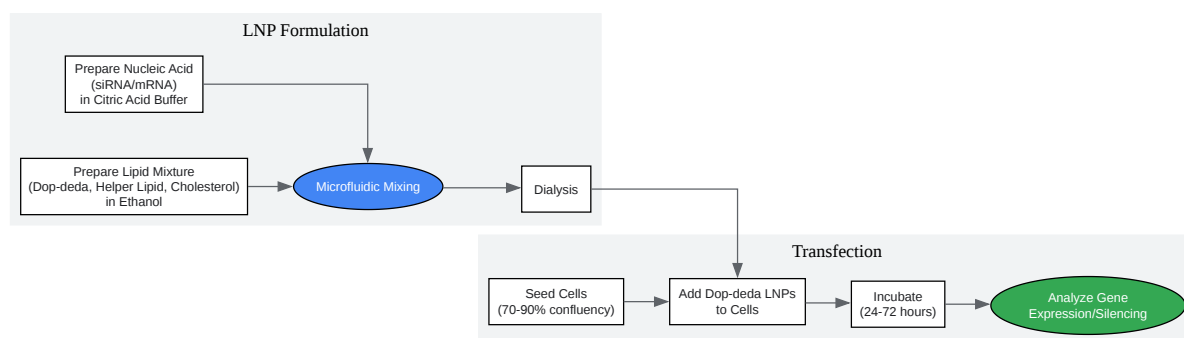 LNP Formulation
Prepare Nucleic Acid
(siRNA/mRNA)
in Citric Acid Buffer
Prepare Lipid Mixture
(Dop-deda, Helper Lipid, Cholesterol)
in Ethanol
Microfluidic Mixing
Dialysis
Transfection
Seed Cells
(70-90% confluency)
Add Dop-deda LNPs
to Cells
Incubate
(24-72 hours)
Analyze Gene
Expression/Silencing